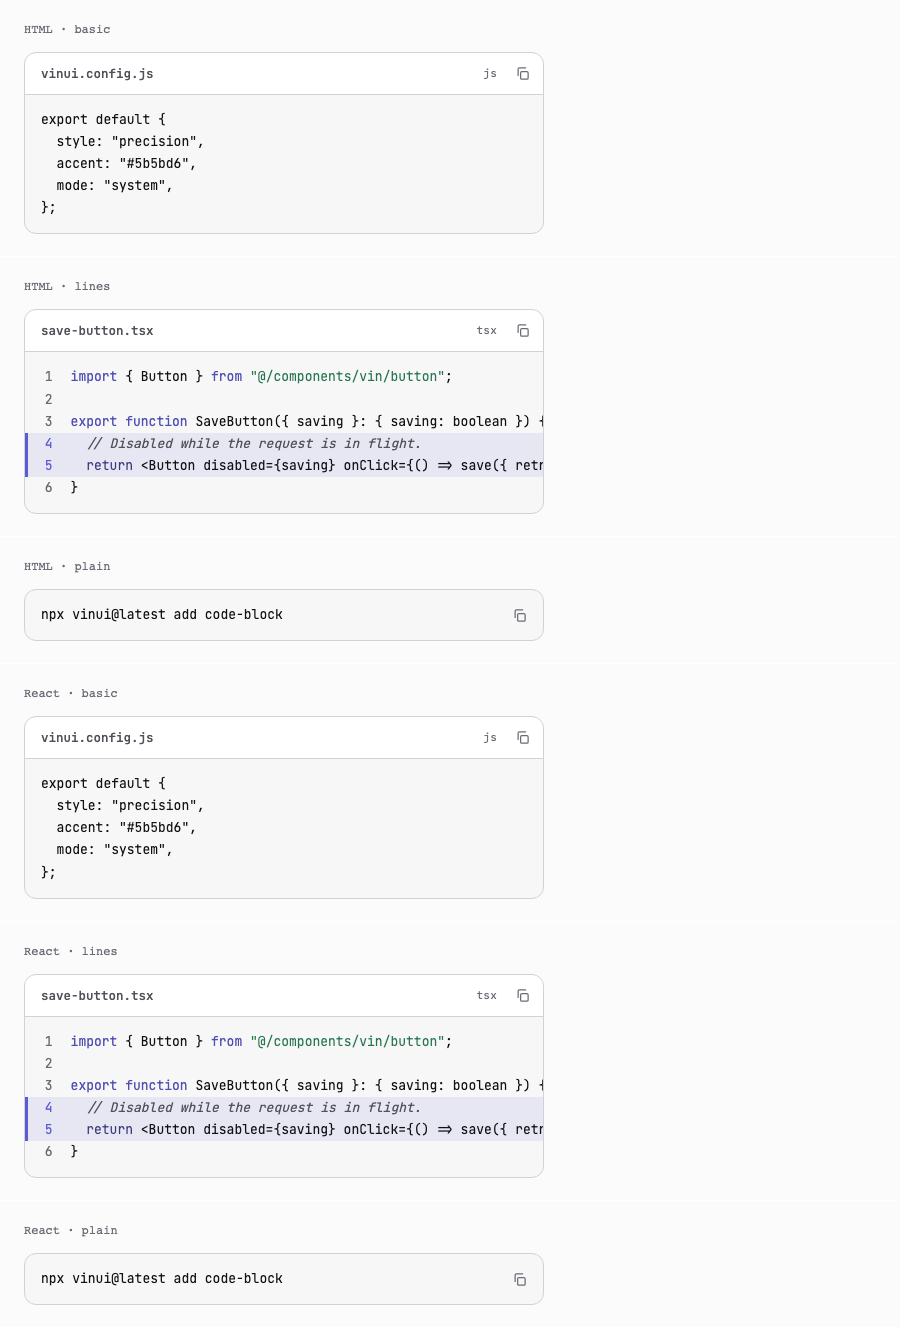 HTML · basic
vinui.config.js js
export default {
  style: "precision",
  accent: "#5b5bd6",
  mode: "system",
};
HTML · lines
save-button.tsx tsx
1 import { Button } from "@/components/vin/button";
2
3 export function SaveButton({ saving }: { saving: boolean }) {
4   // Disabled while the request is in flight.
5   return <Button disabled={saving} onClick={() => save({ retr
6 }
HTML · plain
npx vinui@latest add code-block
React · basic
vinui.config.js js
export default {
  style: "precision",
  accent: "#5b5bd6",
  mode: "system",
};
React · lines
save-button.tsx tsx
1 import { Button } from "@/components/vin/button";
2
3 export function SaveButton({ saving }: { saving: boolean }) {
4   // Disabled while the request is in flight.
5   return <Button disabled={saving} onClick={() => save({ retr
6 }
React · plain
npx vinui@latest add code-block